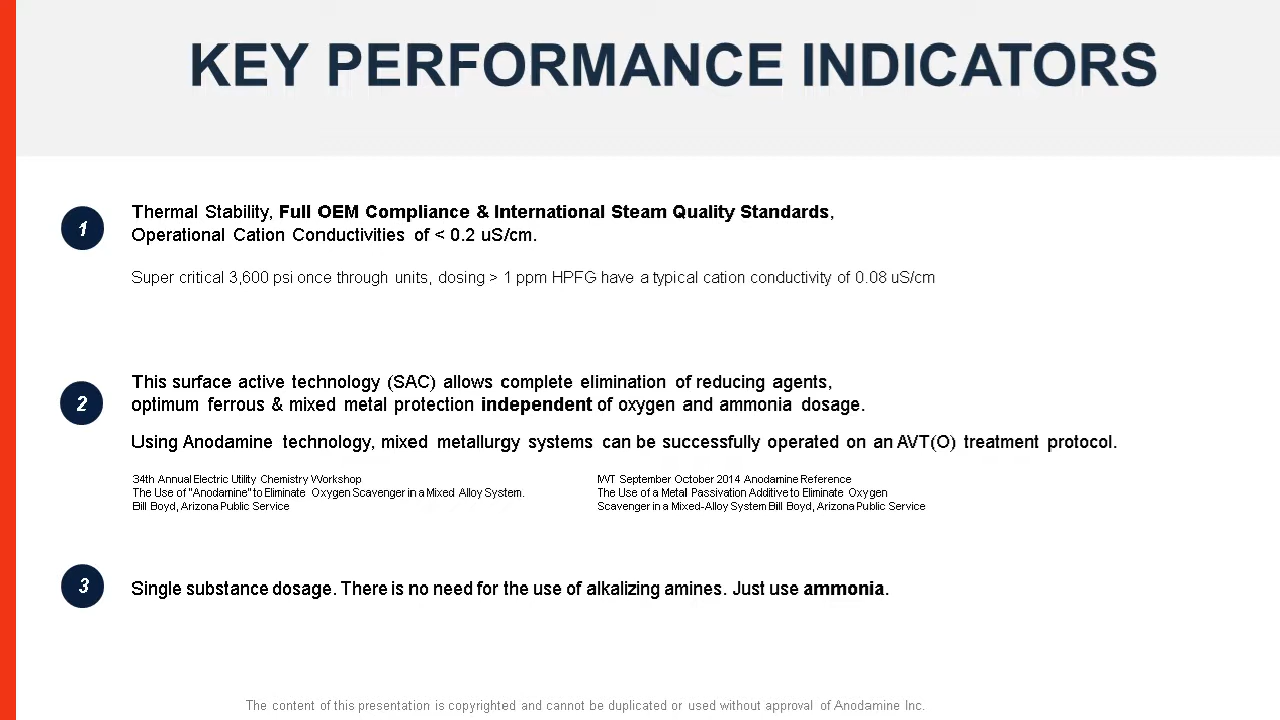 KEY PERFORMANCE INDICATORS
1
Thermal Stability, Full OEM Compliance & International Steam Quality Standards,
Operational Cation Conductivities of < 0.2 uS/cm.
Super critical 3,600 psi once through units, dosing > 1 ppm HPFG have a typical cation conductivity of 0.08 uS/cm
2
This surface active technology (SAC) allows complete elimination of reducing agents,
optimum ferrous & mixed metal protection independent of oxygen and ammonia dosage.
Using Anodamine technology, mixed metallurgy systems can be successfully operated on an AVT(O) treatment protocol.
34th Annual Electric Utility Chemistry Workshop
The Use of "Anodamine" to Eliminate Oxygen Scavenger in a Mixed Alloy System.
Bill Boyd, Arizona Public Service
IWT September October 2014 Anodamine Reference
The Use of a Metal Passivation Additive to Eliminate Oxygen
Scavenger in a Mixed-Alloy System Bill Boyd, Arizona Public Service
3
Single substance dosage. There is no need for the use of alkalizing amines. Just use ammonia.
The content of this presentation is copyrighted and cannot be duplicated or used without approval of Anodamine Inc.